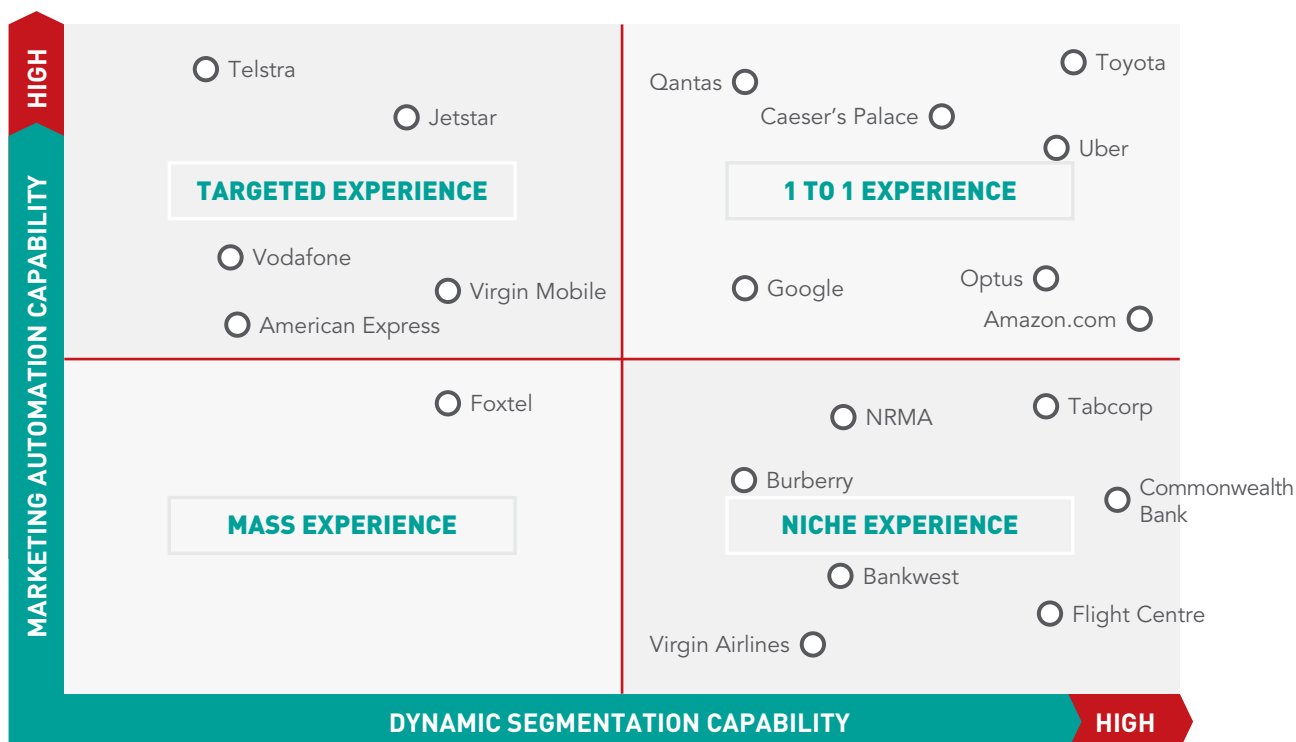 HIGH
MARKETING AUTOMATION CAPABILITY
Telstra
Jetstar
TARGETED EXPERIENCE
Vodafone
Virgin Mobile
American Express
Qantas
Toyota
Caeser's Palace
Uber
1 TO 1 EXPERIENCE
Google
Optus
Amazon.com
Foxtel
MASS EXPERIENCE
NRMA
Tabcorp
Burberry
Commonwealth
Bank
NICHE EXPERIENCE
Bankwest
Flight Centre
Virgin Airlines
DYNAMIC SEGMENTATION CAPABILITY
HIGH